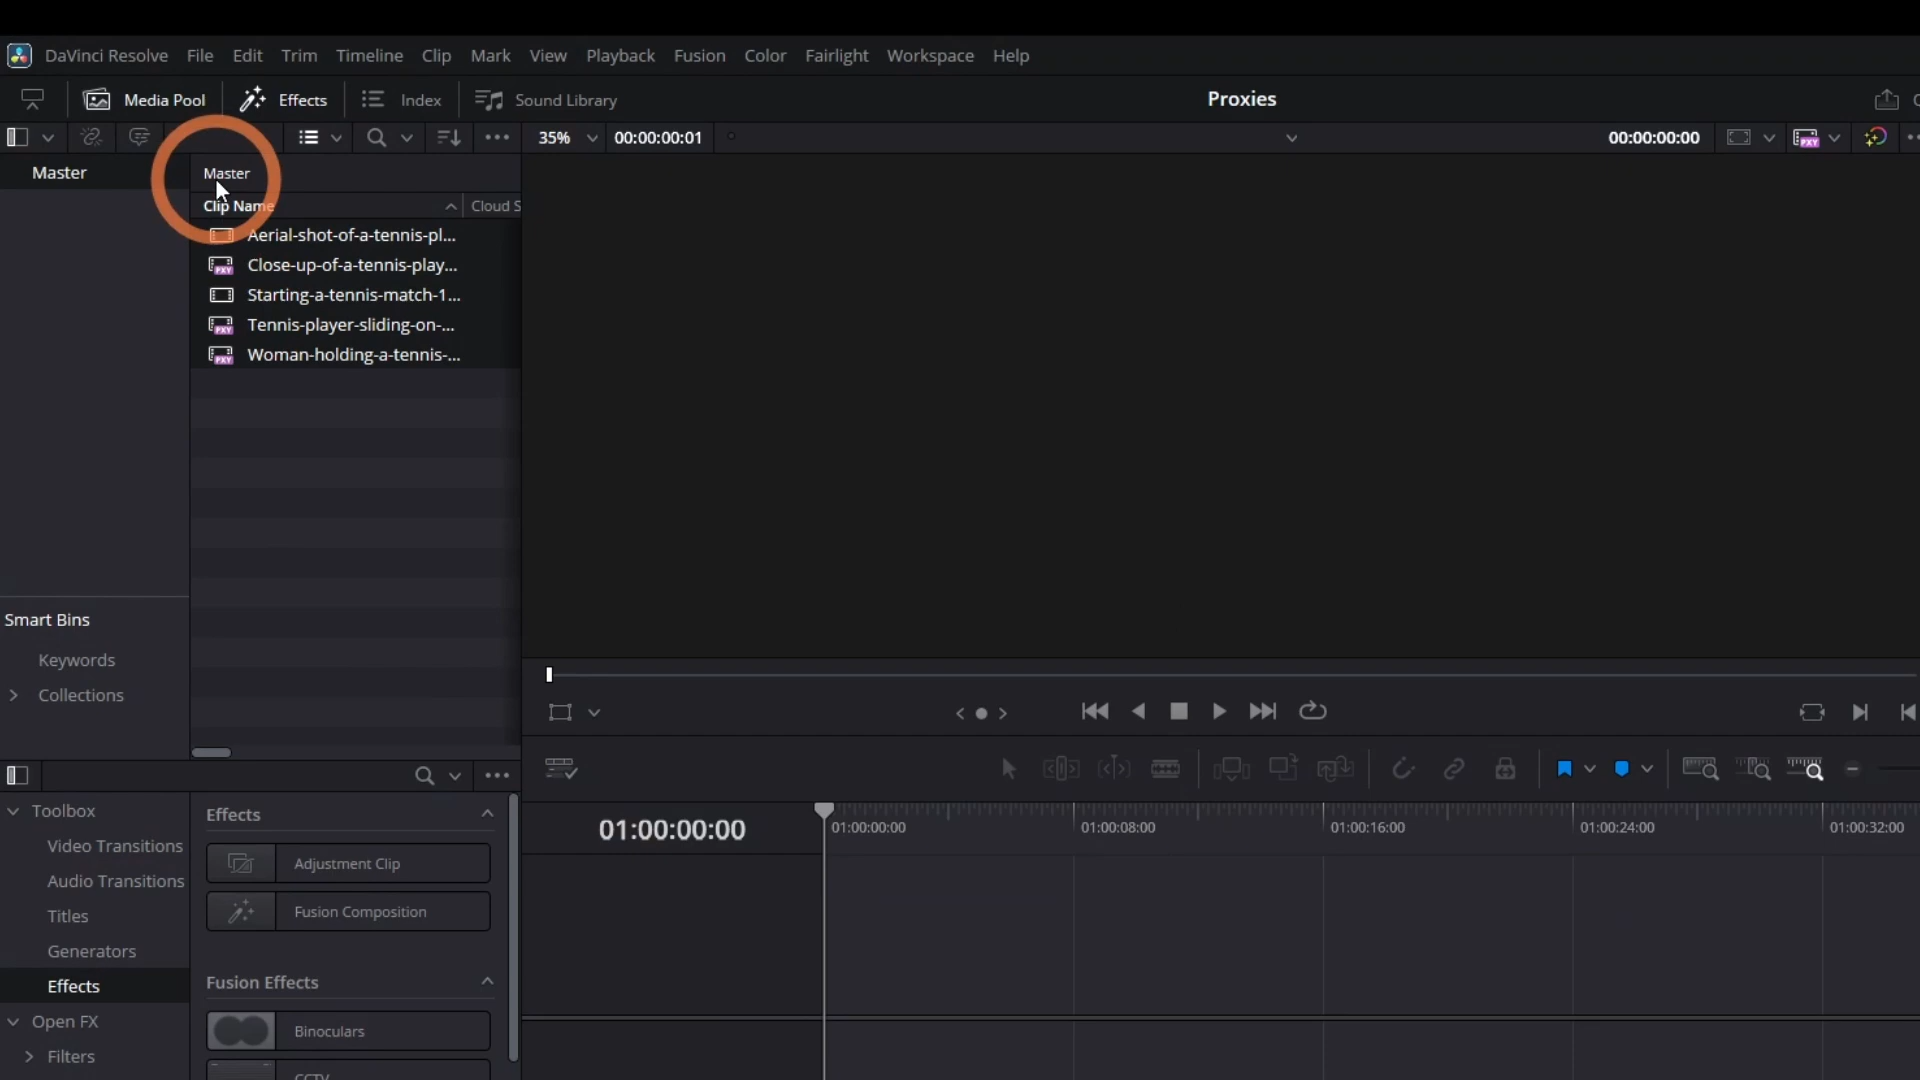 DaVinci Resolve File Edit Trim Timeline Clip Mark View Playback Fusion Color Fairlight Workspace Help
Media Pool Effects Index Sound Library Proxies
35% 00:00:00:01 00:00:00:00
Master Master
Clip Name Cloud S
Aerial-shot-of-a-tennis-pl...
PXY Close-up-of-a-tennis-play...
Starting-a-tennis-match-1...
PXY Tennis-player-sliding-on-...
PXY Woman-holding-a-tennis-...
Smart Bins
Keywords
Collections
Toolbox
Video Transitions
Audio Transitions
Titles
Generators
Effects
Open FX
Filters
Effects
Adjustment Clip
Fusion Composition
Fusion Effects
Binoculars
CCTV
01:00:00:00
01:00:00:00 01:00:08:00 01:00:16:00 01:00:24:00 01:00:32:00